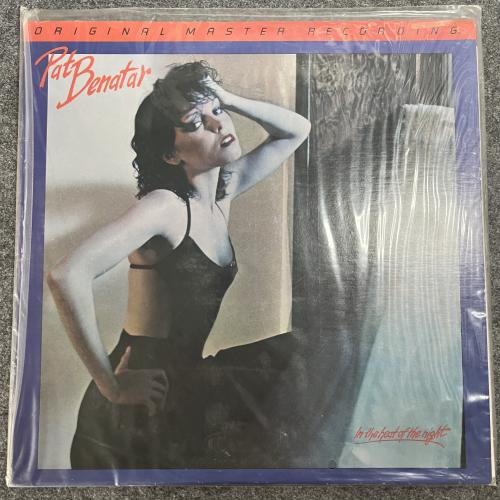 ORIGINAL MASTER RECORDING
Pat
Benatar
In the heat of the night